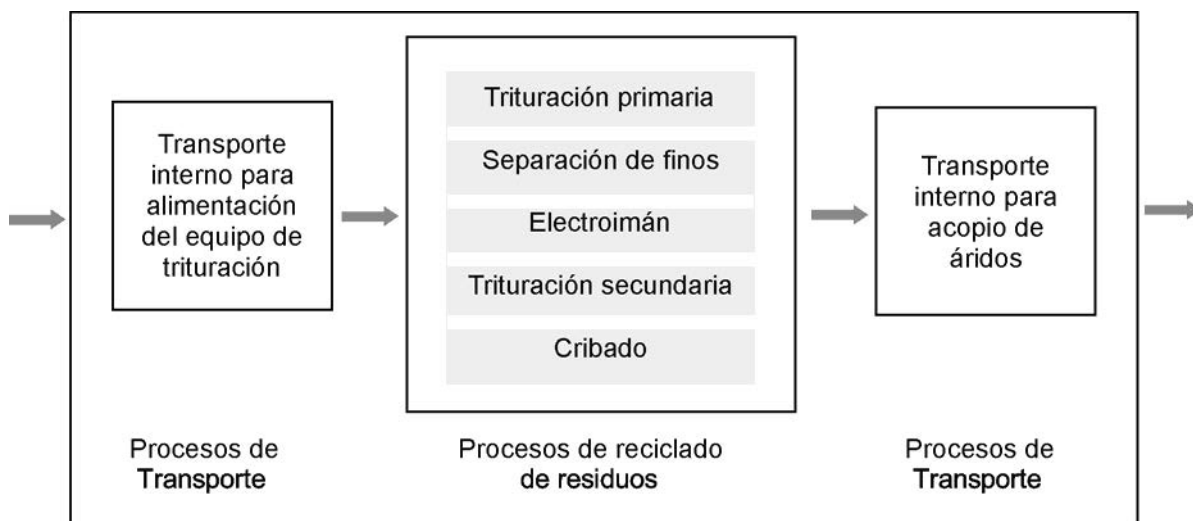 Transporte
interno para
alimentación
del equipo de
trituración
Trituración primaria
Separación de finos
Electroimán
Trituración secundaria
Cribado
Transporte
interno para
acopio de
áridos
Procesos de
Transporte
Procesos de reciclado
de residuos
Procesos de
Transporte